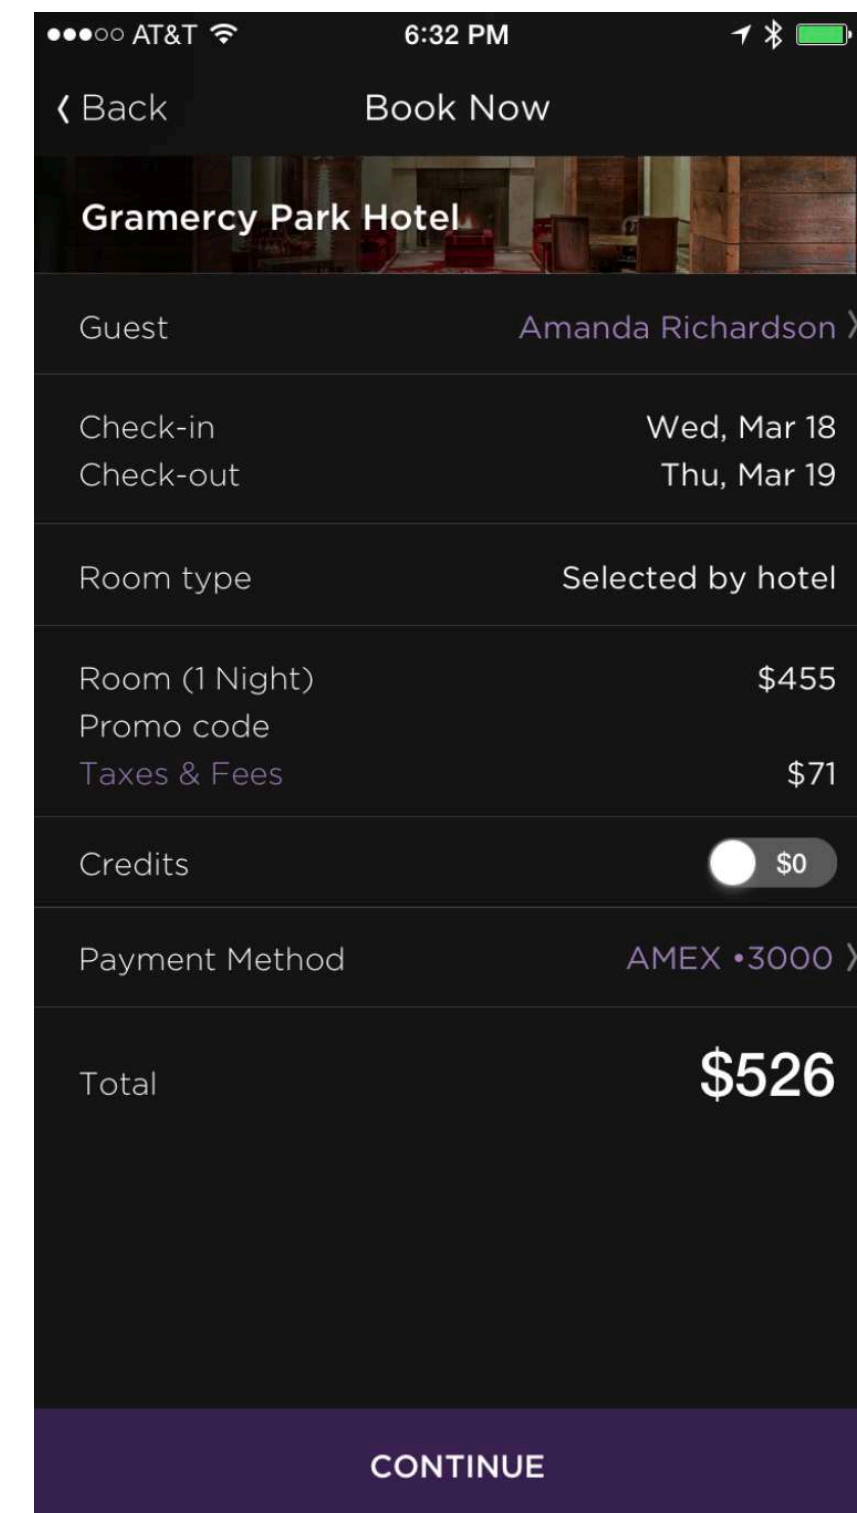 AT&T 6:32 PM
Back Book Now
Gramercy Park Hotel
Guest Amanda Richardson
Check-in Wed, Mar 18
Check-out Thu, Mar 19
Room type Selected by hotel
Room (1 Night) $455
Promo code
Taxes & Fees $71
Credits $0
Payment Method AMEX •3000
Total $526
CONTINUE